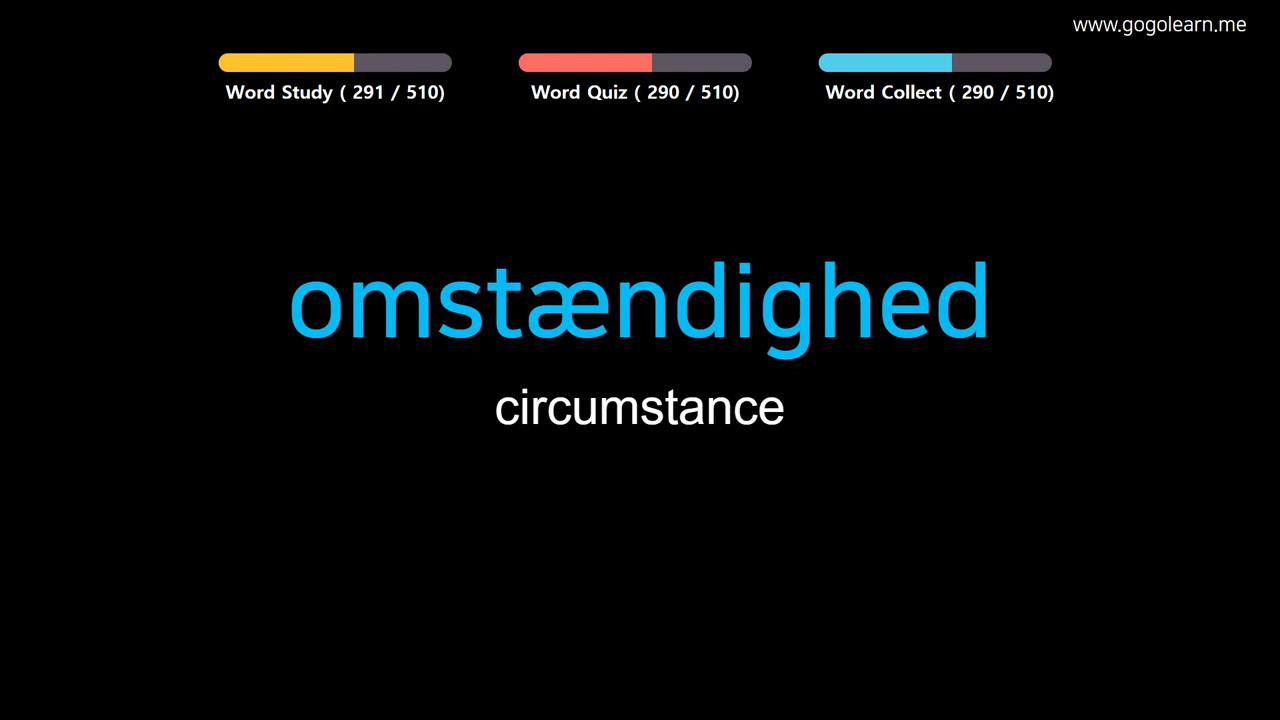 www.gogolearn.me
Word Study ( 291 / 510)
Word Quiz ( 290 / 510)
Word Collect ( 290 / 510)
omstændighed
circumstance